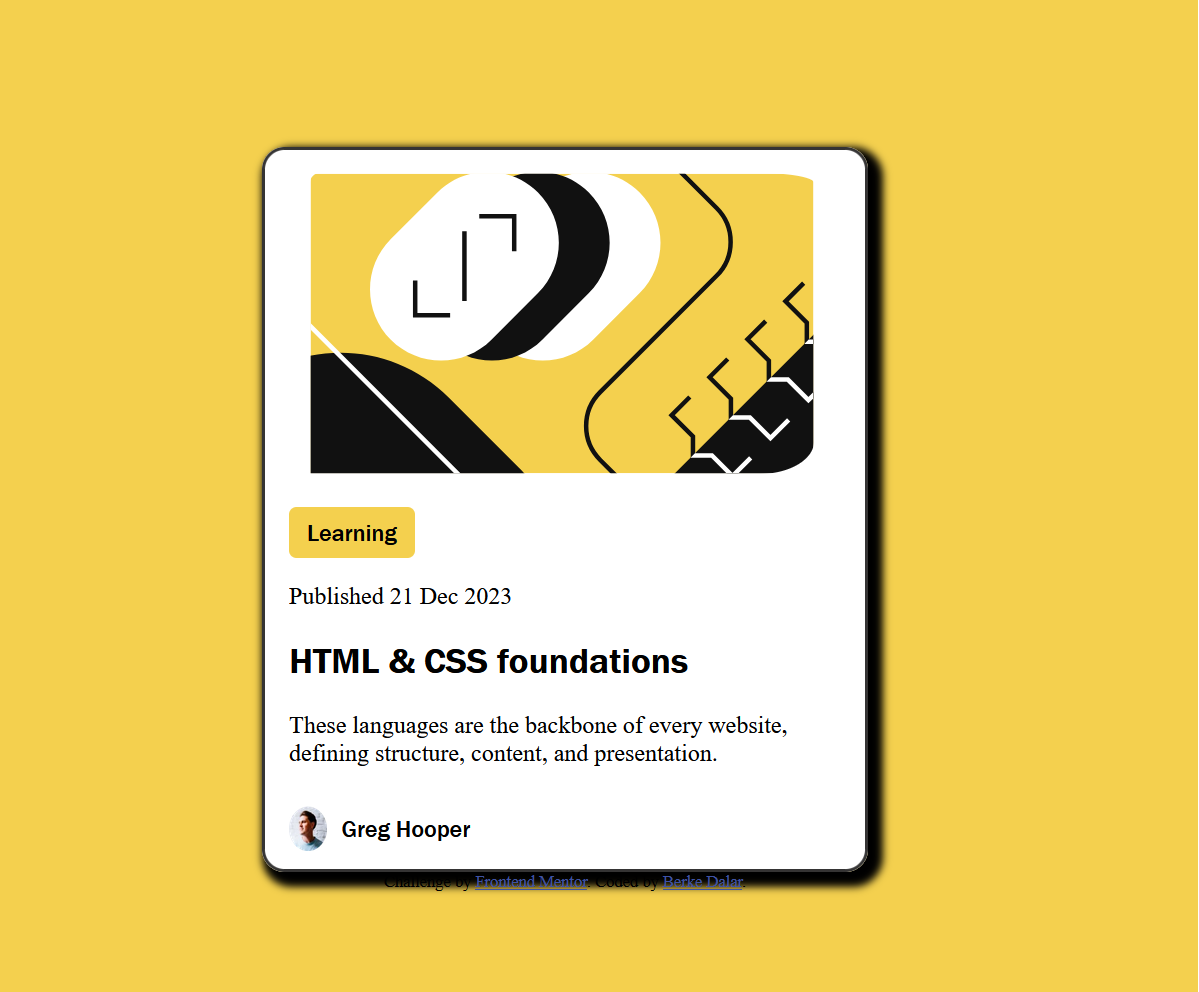 Learning
Published 21 Dec 2023
HTML & CSS foundations
These languages are the backbone of every website,
defining structure, content, and presentation.
Greg Hooper
Challenge by Frontend Mentor. Coded by Berke Dalar.